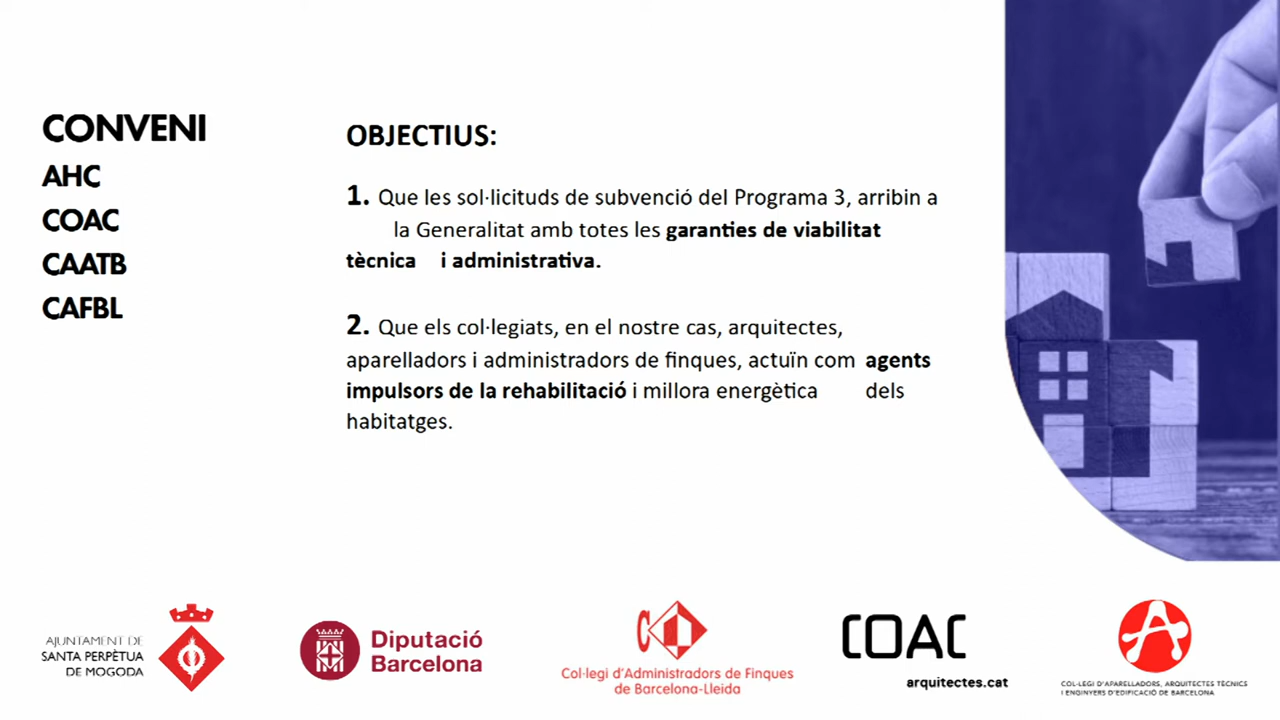 CONVENI
AHC
COAC
CAATB
CAFBL
OBJECTIUS:
1. Que les sol·licituds de subvenció del Programa 3, arribin a
la Generalitat amb totes les garanties de viabilitat
tècnica i administrativa.
2. Que els col·legiats, en el nostre cas, arquitectes,
aparelladors i administradors de finques, actuïn com agents
impulsors de la rehabilitació i millora energètica dels
habitatges.
AJUNTAMENT DE
SANTA PERPÈTUA
DE MOGODA
Diputació
Barcelona
Col·legi d'Administradors de Finques
de Barcelona-Lleida
COAC
arquitectes.cat
COL·LEGI D'APARELLADORS, ARQUITECTES TÈCNICS
I ENGINYERS D'EDIFICACIÓ DE BARCELONA